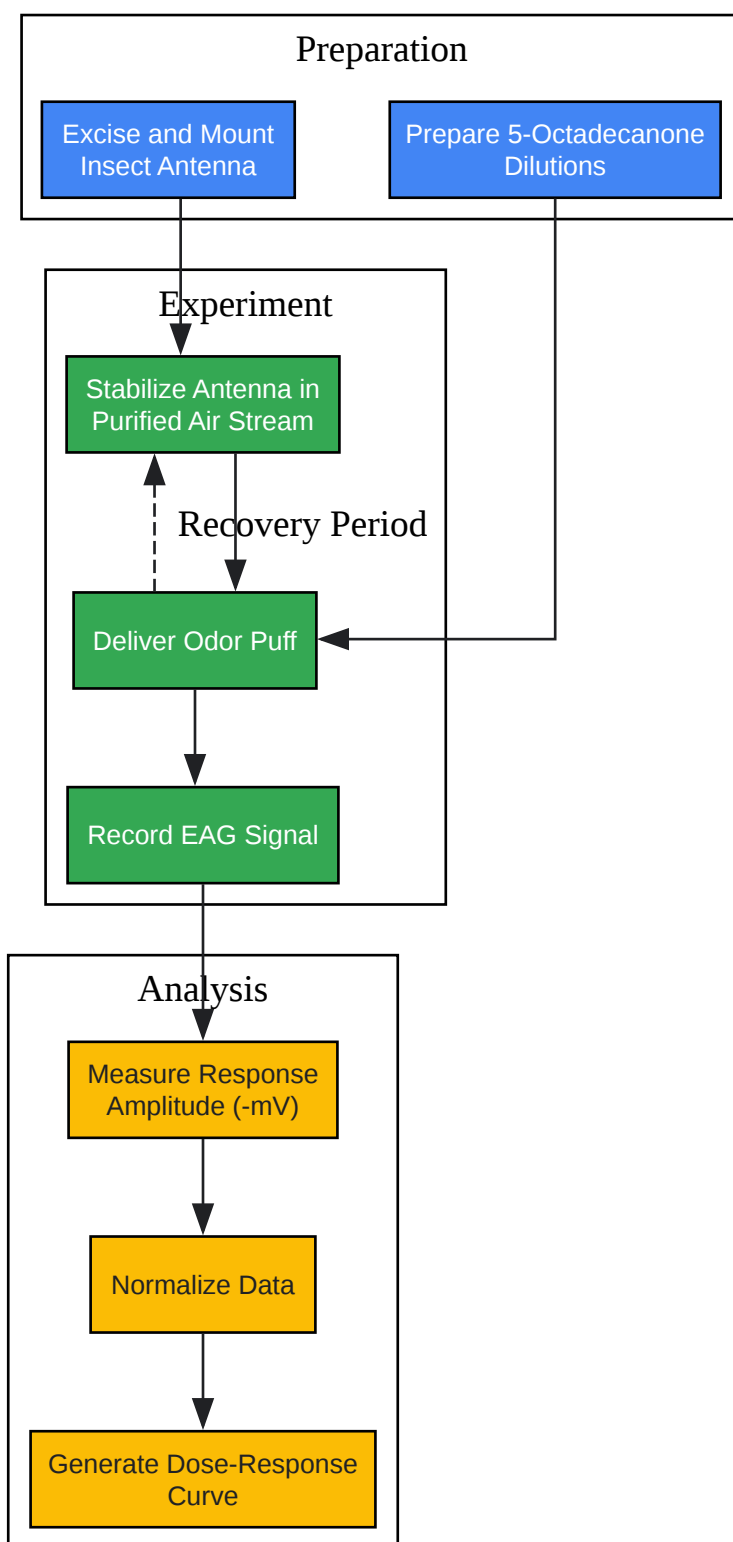 Preparation
Excise and Mount
Insect Antenna
Prepare 5-Octadecanone
Dilutions
Experiment
Stabilize Antenna in
Purified Air Stream
Recovery Period
Deliver Odor Puff
Record EAG Signal
Analysis
Measure Response
Amplitude (-mV)
Normalize Data
Generate Dose-Response
Curve